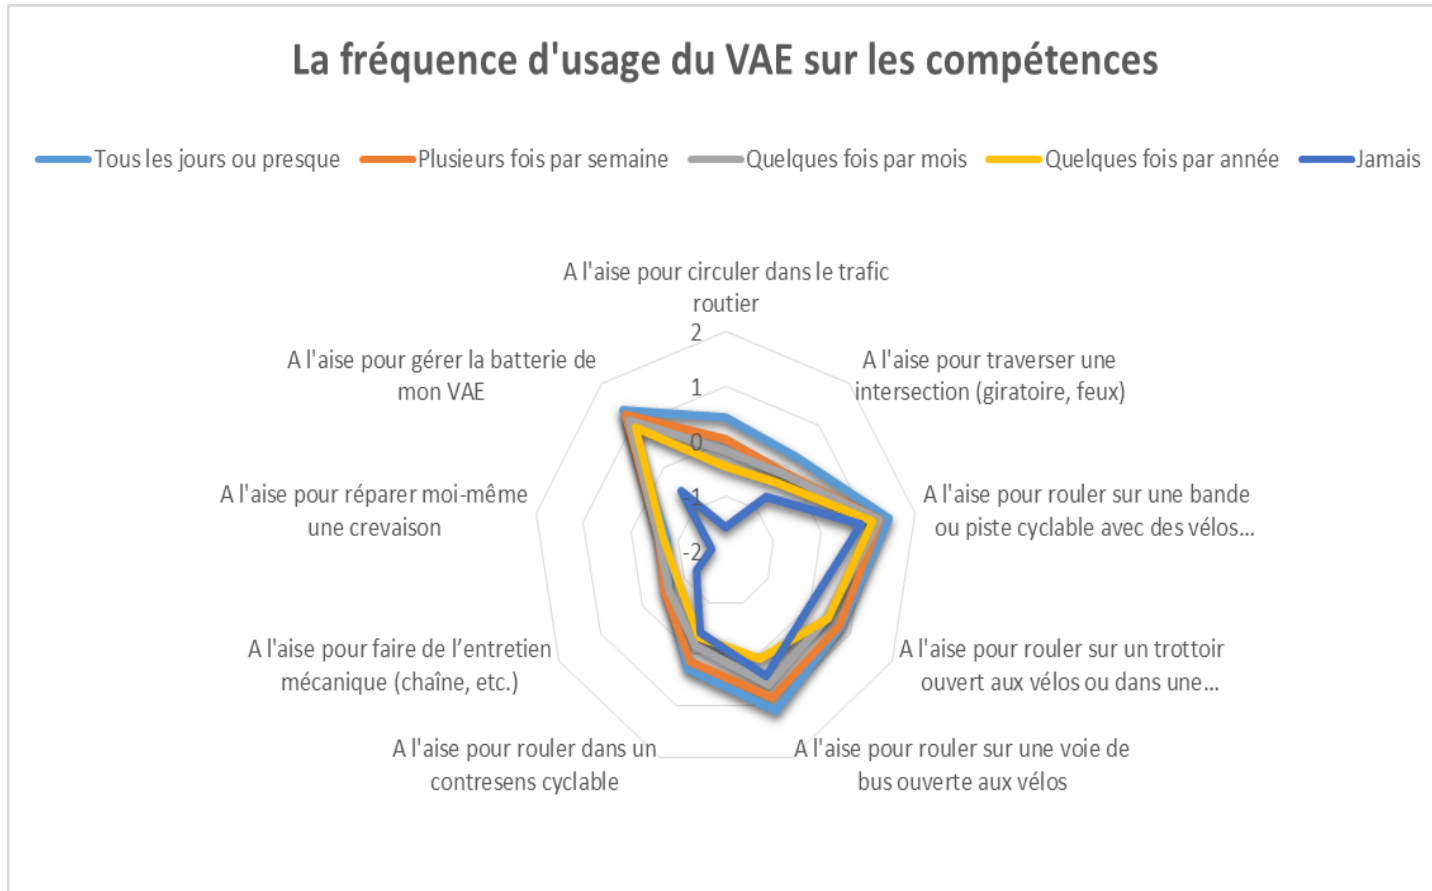 La fréquence d'usage du VAE sur les compétences
Tous les jours ou presque Plusieurs fois par semaine Quelques fois par mois Quelques fois par année Jamais
A l'aise pour circuler dans le trafic
routier
A l'aise pour traverser une
intersection (giratoire, feux)
A l'aise pour rouler sur une bande
ou piste cyclable avec des vélos...
A l'aise pour rouler sur un trottoir
ouvert aux vélos ou dans une...
A l'aise pour rouler sur une voie de
bus ouverte aux vélos
A l'aise pour rouler dans un
contresens cyclable
A l'aise pour faire de l’entretien
mécanique (chaîne, etc.)
A l'aise pour réparer moi-même
une crevaison
A l'aise pour gérer la batterie de
mon VAE
2
1
0
-1
-2